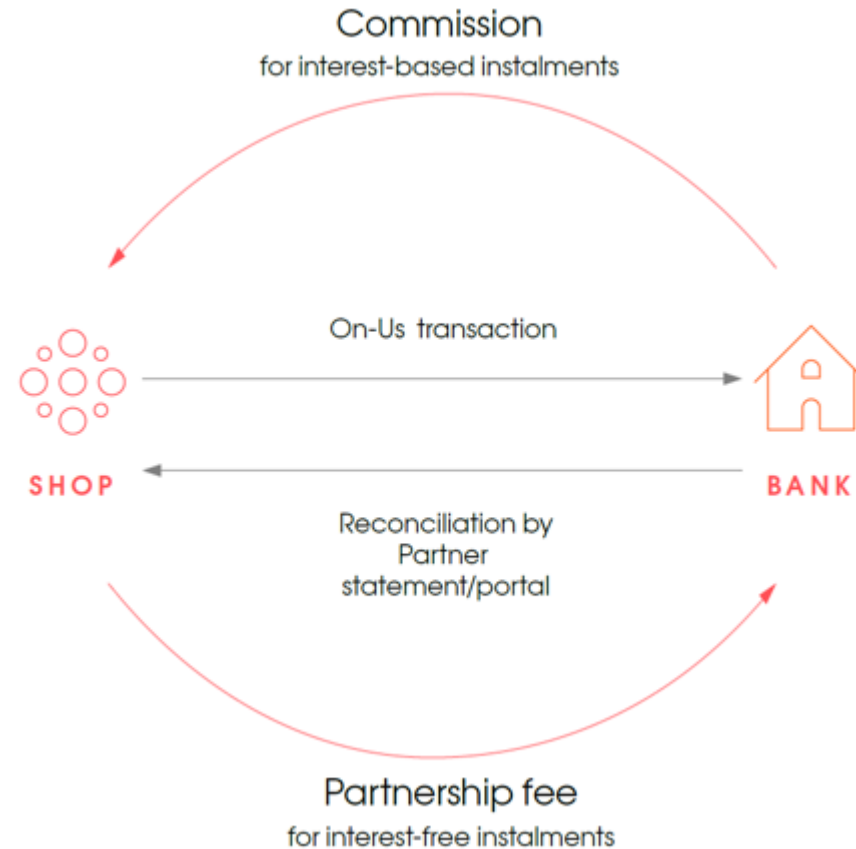 Commission
for interest-based instalments
On-Us transaction
SHOP
BANK
Reconciliation by
Partner
statement/portal
Partnership fee
for interest-free instalments